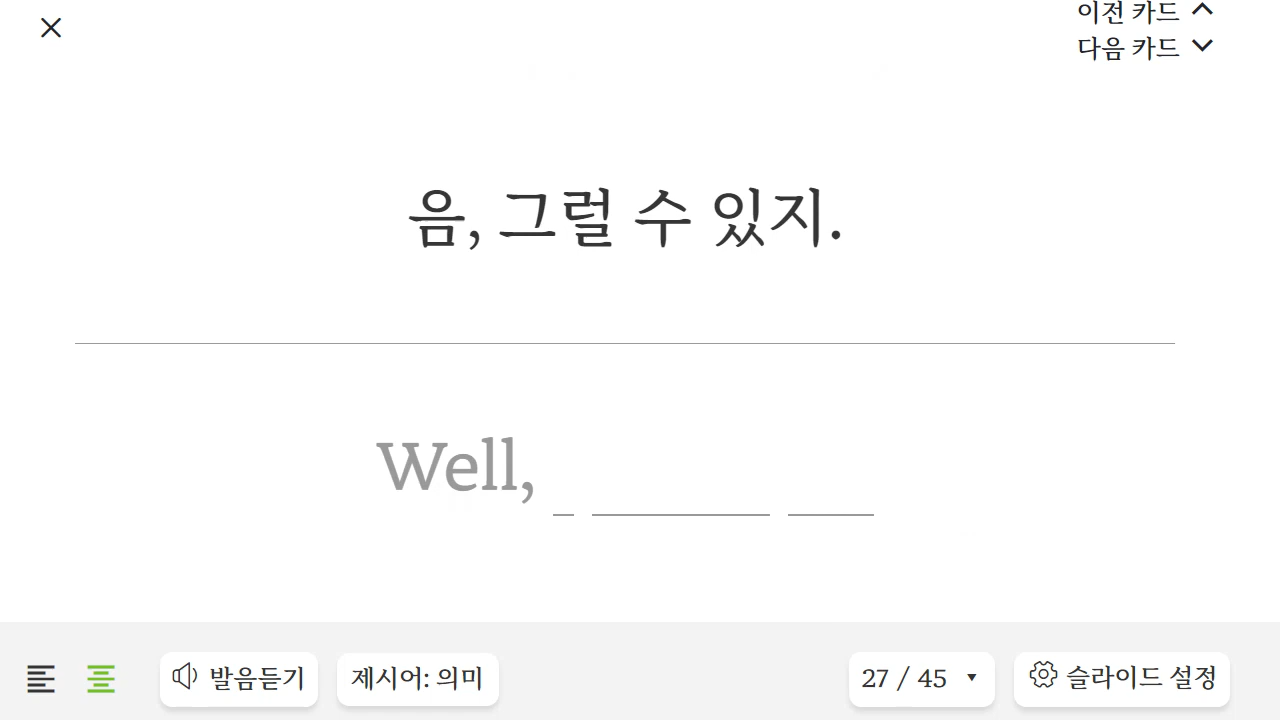 이전 카드
다음 카드
음, 그럴 수 있지.
Well, _ _ _
발음듣기
제시어: 의미
27 / 45
슬라이드 설정